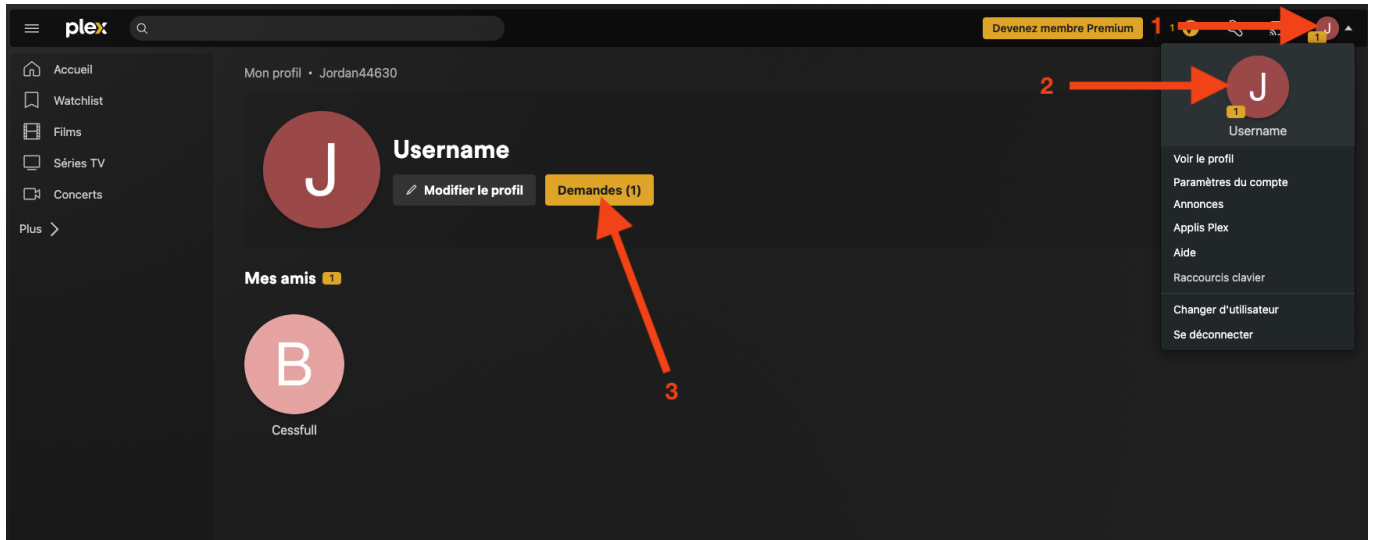 plex
Devenez membre Premium
1
1
J
1
Accueil
Watchlist
Films
Séries TV
Concerts
Plus
Mon profil • Jordan44630
J
Username
Modifier le profil
Demandes (1)
Mes amis 1
B
Cessfull
3
2
J
1
Username
Voir le profil
Paramètres du compte
Annonces
Applis Plex
Aide
Raccourcis clavier
Changer d'utilisateur
Se déconnecter